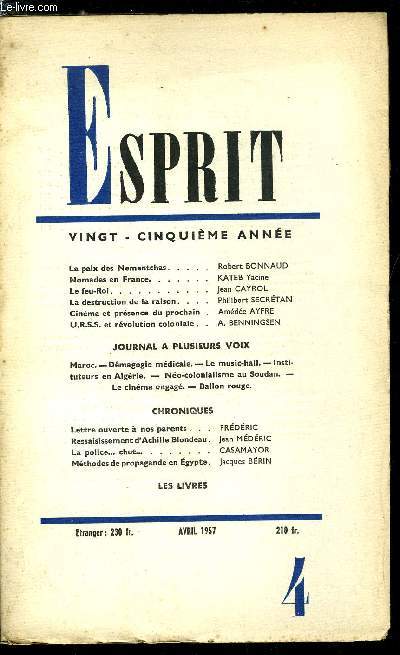 Le-livre.com
ESPRIT
VINGT - CINQUIÈME ANNÉE
La paix des Nementchas . . . . . Robert BONNAUD
Nomades en France. . . . . . . KATEB Yacine
Le feu-Roi . . . . . . . . . . . Jean CAYROL
La destruction de la raison . . . . Philibert SECRÉTAN
Cinéme et présence du prochain . Amédée AYFRE
U.R.S.S. et révolution coloniale . . A. BENNINGSEN
JOURNAL A PLUSIEURS VOIX
Maroc. — Démagogie médicale. — Le music-hall. — Insti-
tuteurs en Algérie. — Néo-colonialisme au Soudan. —
Le cinéma engagé. — Ballon rouge.
CHRONIQUES
Lettre ouverte à nos parents . . . FRÉDÉRIC
Ressaisissement d'Achille Blondeau . Jean MÉDÉRIC
La police... chut... . . . . . . . . CASAMAYOR
Méthodes de propagande en Égypte . Jacques BÉRIN
LES LIVRES
Etranger : 230 fr. AVRIL 1957 210 fr.
4